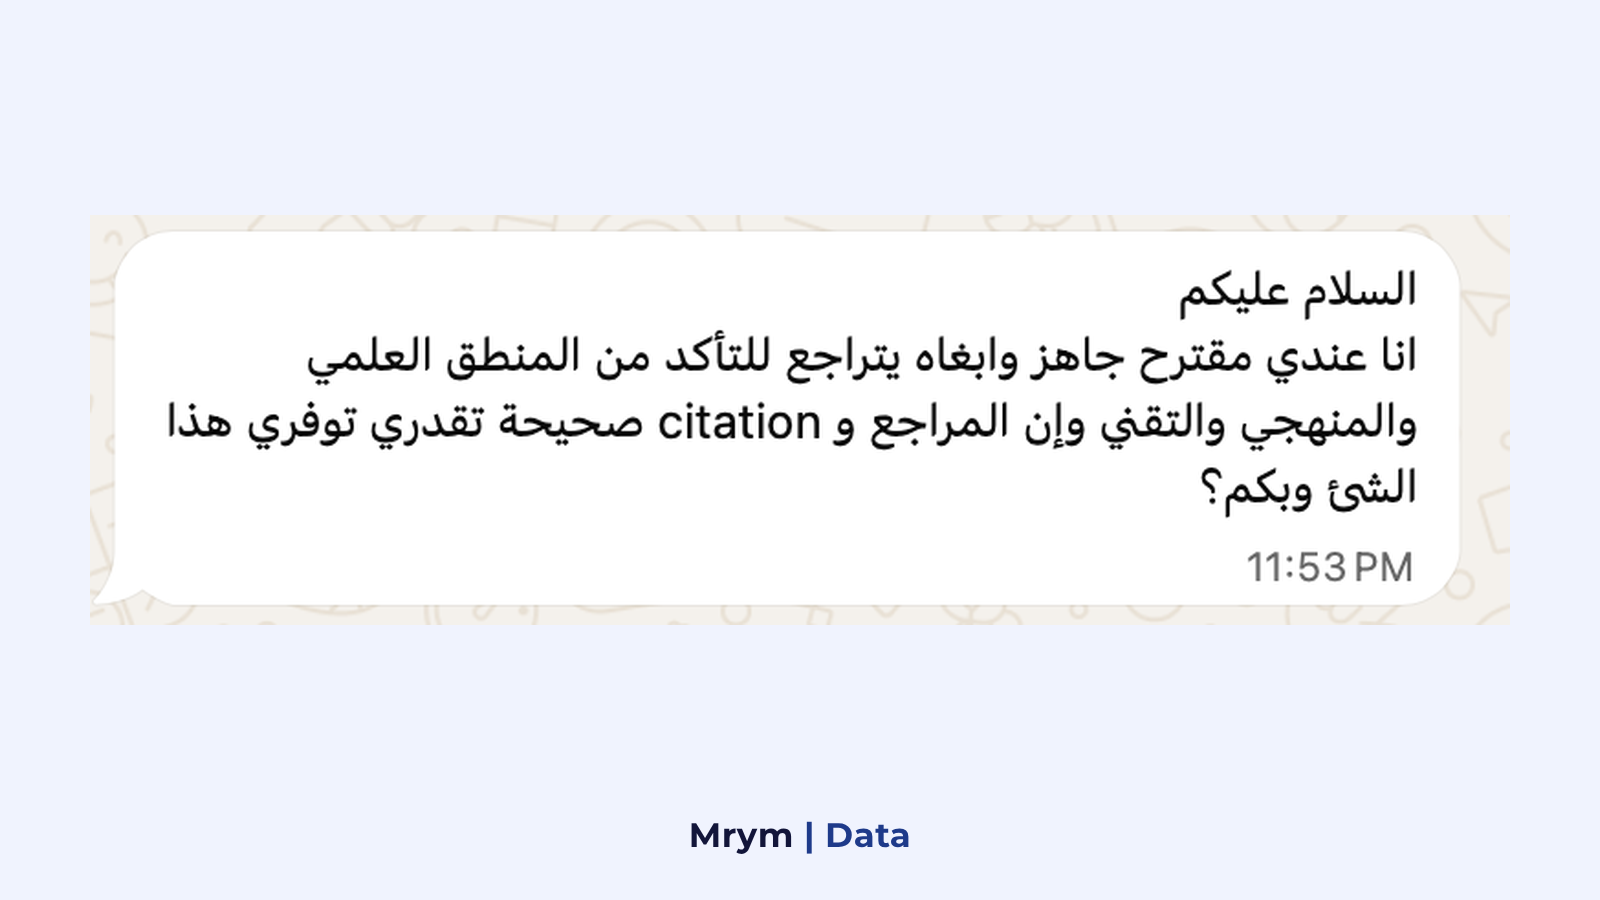 السلام عليكم
انا عندي مقترح جاهز وابغاه يتراجع للتأكد من المنطق العلمي
والمنهجي والتقني وإن المراجع و citation صحيحة تقدري توفري هذا
الشئ وبكم؟
11:53 PM
Mrym | Data